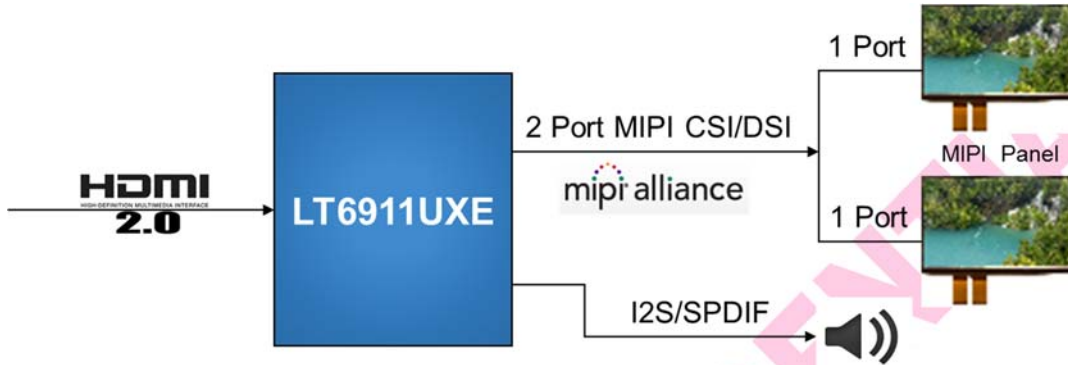 HDMI
HIGH-DEFINITION MULTIMEDIA INTERFACE
2.0
LT6911UXE
2 Port MIPI CSI/DSI
mipi alliance
I2S/SPDIF
1 Port
MIPI Panel
1 Port